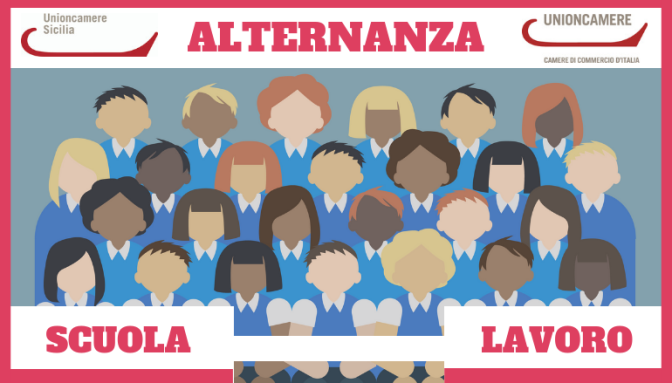 Unioncamere
Sicilia
ALTERNANZA
UNIONCAMERE
CAMERE DI COMMERCIO D'ITALIA
SCUOLA
LAVORO